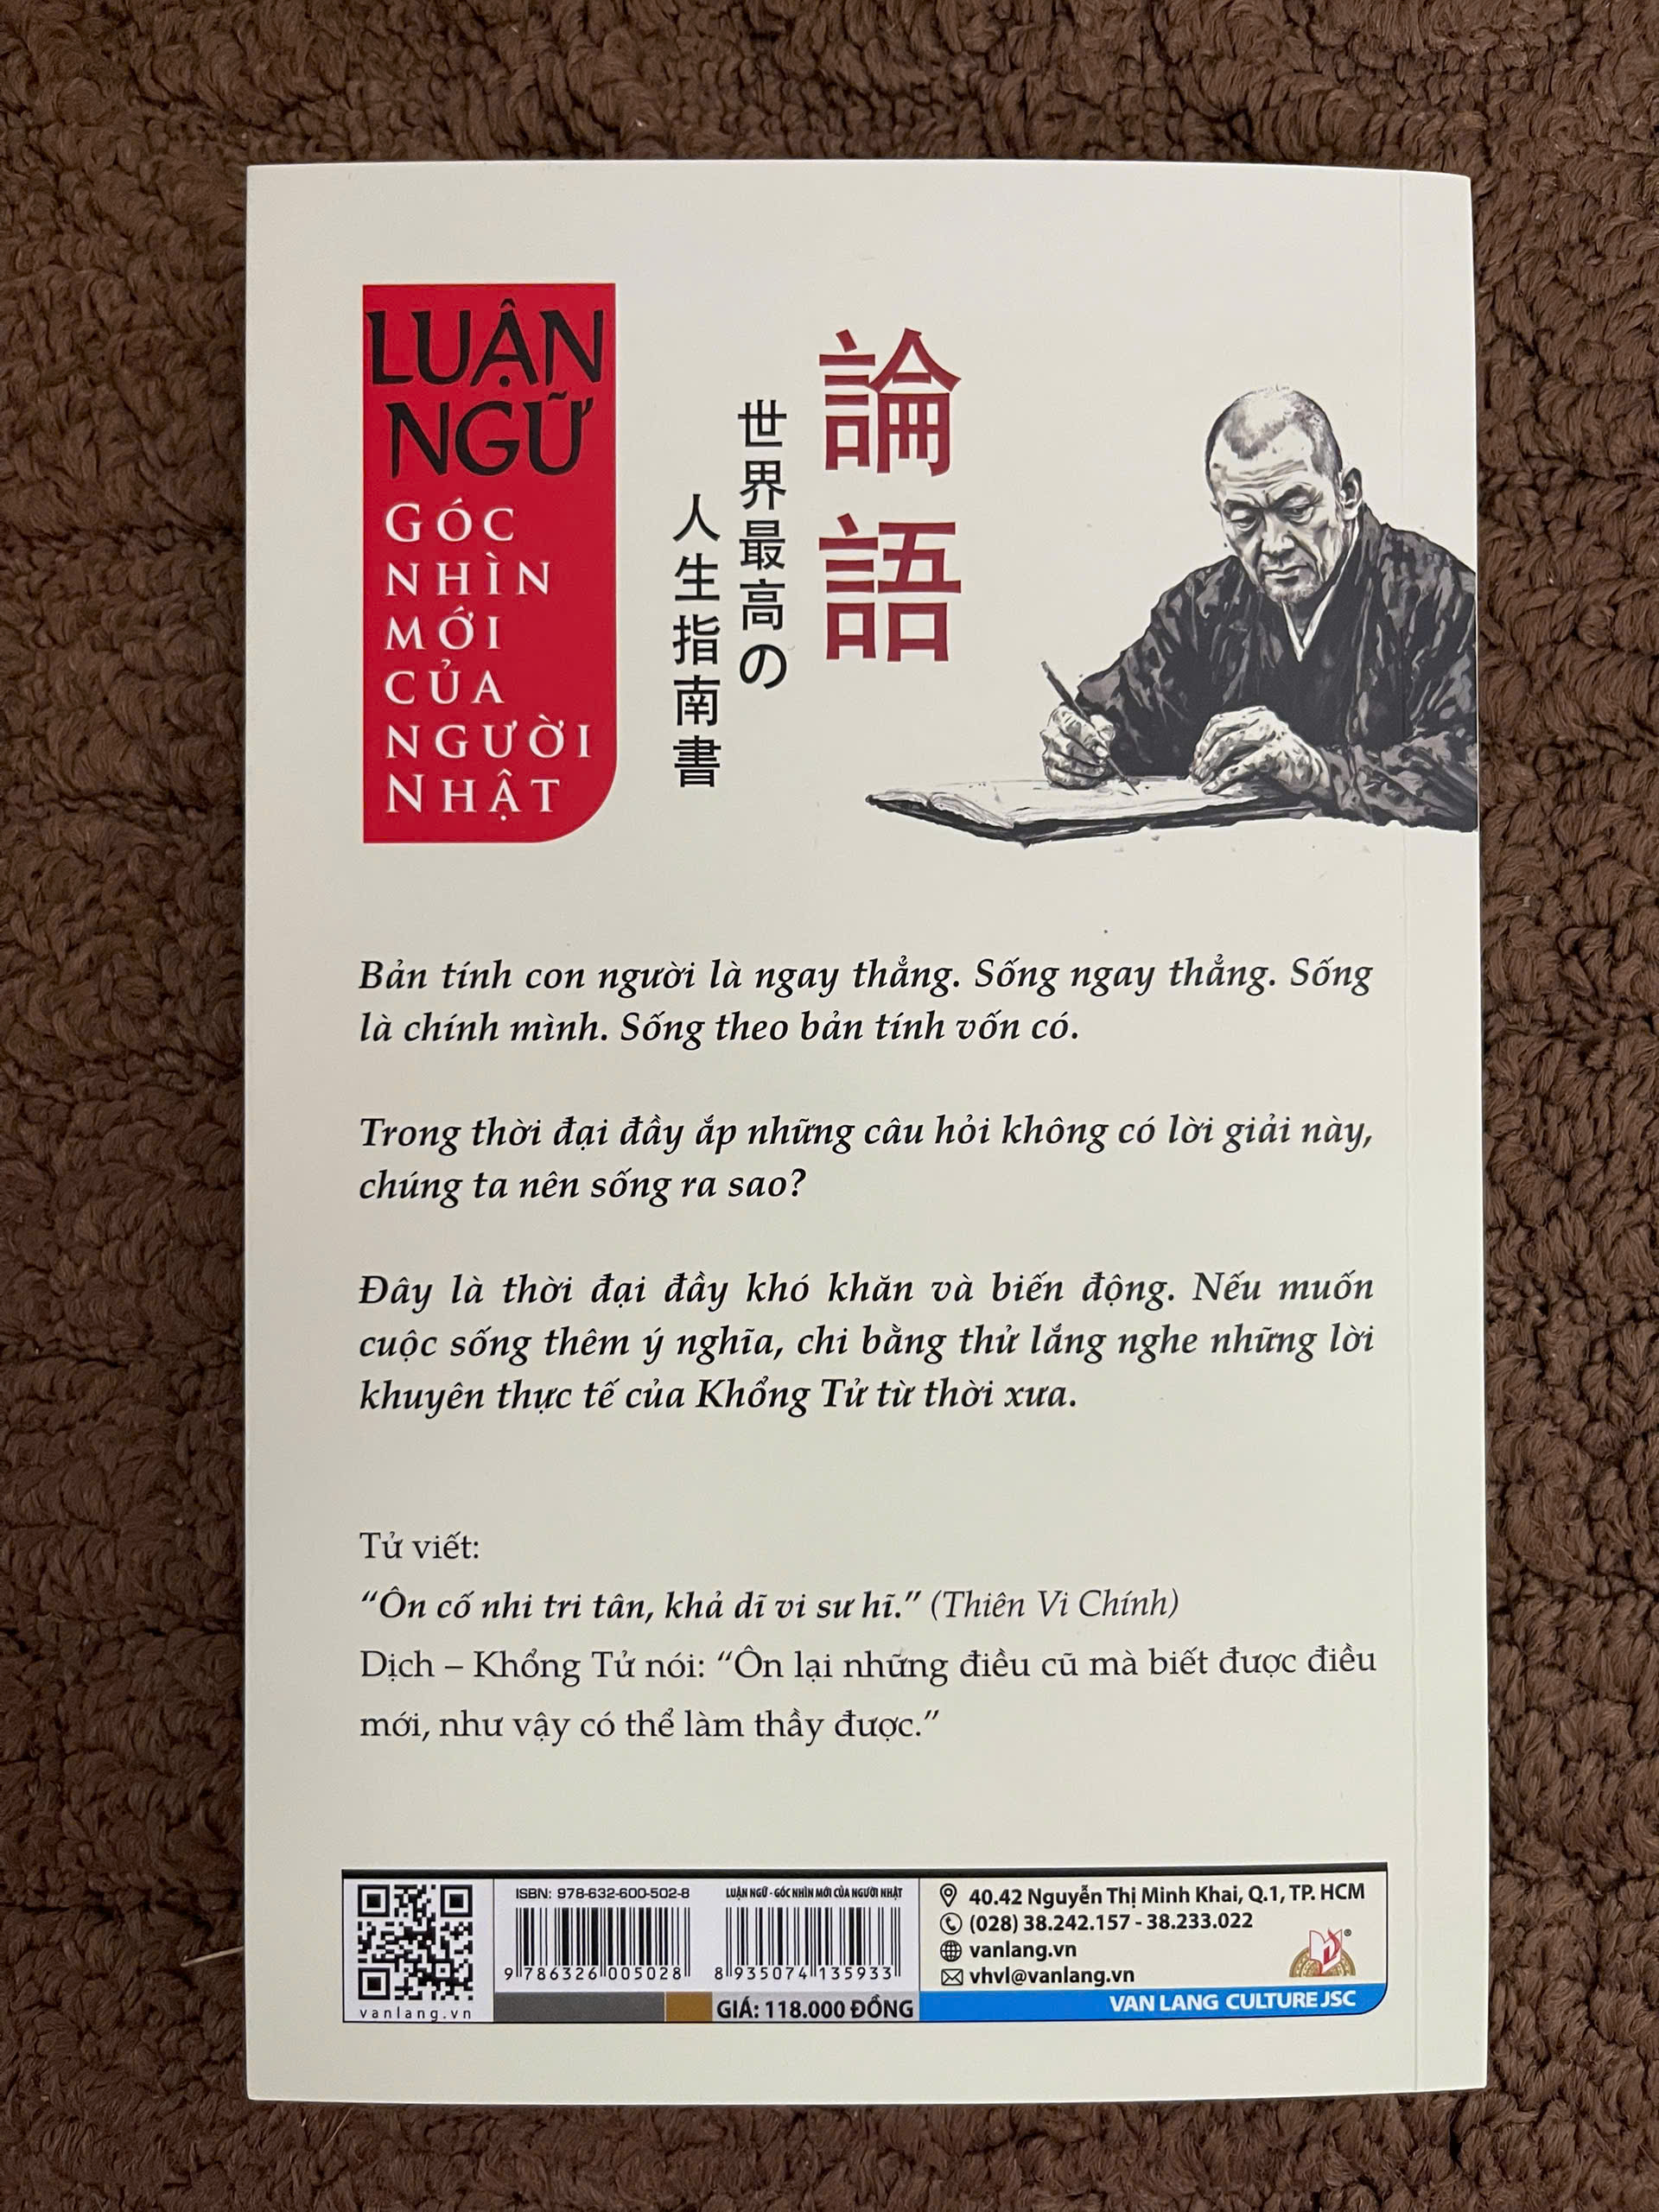 LUẬN
NGỮ
GÓC
NHÌN
MỚI
CỦA
NGƯỜI
NHẬT
論語
世界最高の
人生指南書
Bản tính con người là ngay thẳng. Sống ngay thẳng. Sống
là chính mình. Sống theo bản tính vốn có.
Trong thời đại đầy ắp những câu hỏi không có lời giải này,
chúng ta nên sống ra sao?
Đây là thời đại đầy khó khăn và biến động. Nếu muốn
cuộc sống thêm ý nghĩa, chi bằng thử lắng nghe những lời
khuyên thực tế của Khổng Tử từ thời xưa.
Tử viết:
“Ôn cố nhi tri tân, khả dĩ vi sư hĩ.” (Thiên Vi Chính)
Dịch – Khổng Tử nói: “Ôn lại những điều cũ mà biết được điều
mới, như vậy có thể làm thầy được.”
vanlang.vn
ISBN: 978-632-600-502-8
9 786326 005028
LUẬN NGỮ - GÓC NHÌN MỚI CỦA NGƯỜI NHẬT
8 935074 135933
GIÁ: 118.000 ĐỒNG
40.42 Nguyễn Thị Minh Khai, Q.1, TP. HCM
(028) 38.242.157 - 38.233.022
vanlang.vn
vhvl@vanlang.vn
®
VAN LANG CULTURE JSC